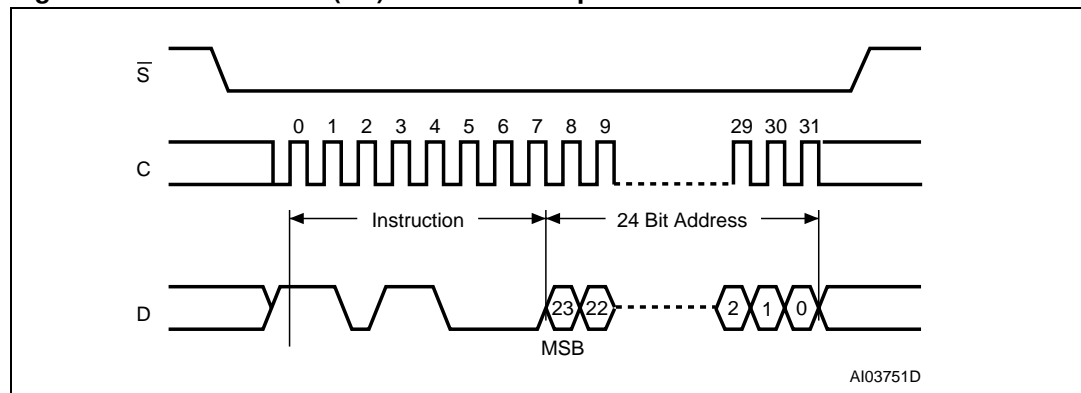 S
0 1 2 3 4 5 6 7 8 9 29 30 31
C
Instruction 24 Bit Address
D
23 22 2 1 0
MSB
AI03751D